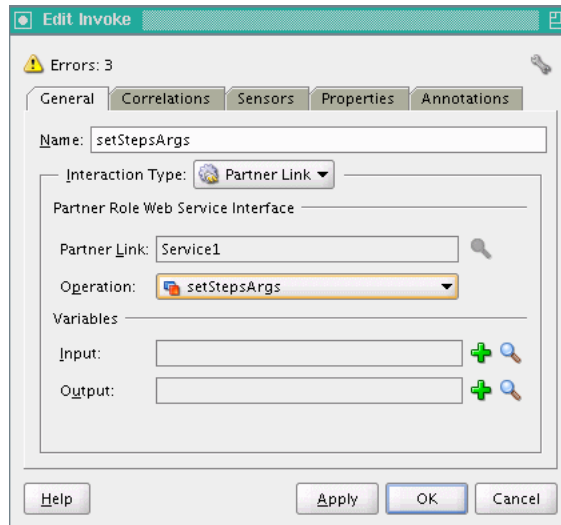 Edit Invoke
Errors: 3
General Correlations Sensors Properties Annotations
Name: setStepsArgs
Interaction Type: Partner Link
Partner Role Web Service Interface
Partner Link: Service1
Operation: setStepsArgs
Variables
Input:
Output:
Help Apply OK Cancel